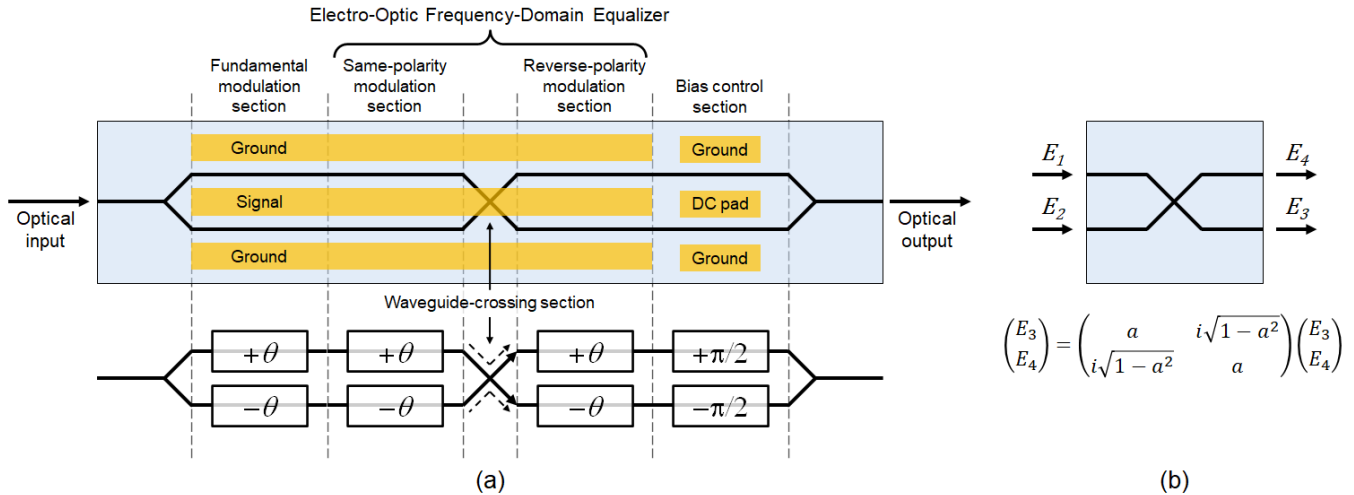 Electro-Optic Frequency-Domain Equalizer
Fundamental modulation section
Same-polarity modulation section
Reverse-polarity modulation section
Bias control section
Ground
Ground
Signal
DC pad
Ground
Ground
Optical input
Optical output
Waveguide-crossing section
+θ
+θ
+θ
+π/2
−θ
−θ
−θ
−π/2
(a)
E₁
E₄
E₂
E₃
(E₃ E₄) = (a i√(1 − a²) i√(1 − a²) a) (E₃ E₄)
(b)